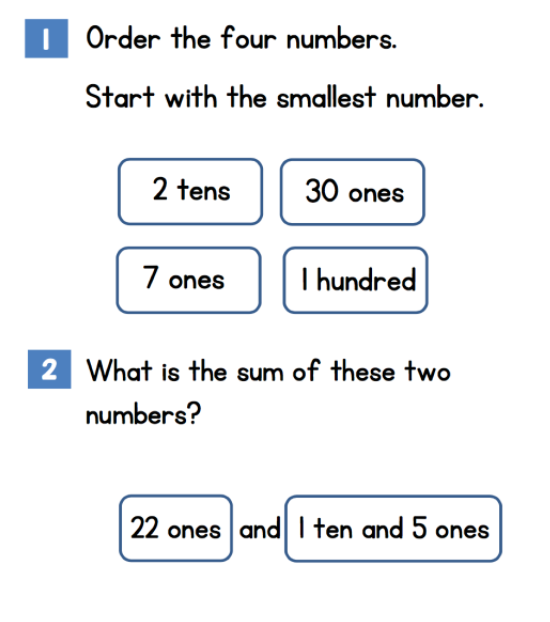 1 Order the four numbers.
Start with the smallest number.
2 tens 30 ones
7 ones 1 hundred
2 What is the sum of these two
numbers?
22 ones and 1 ten and 5 ones